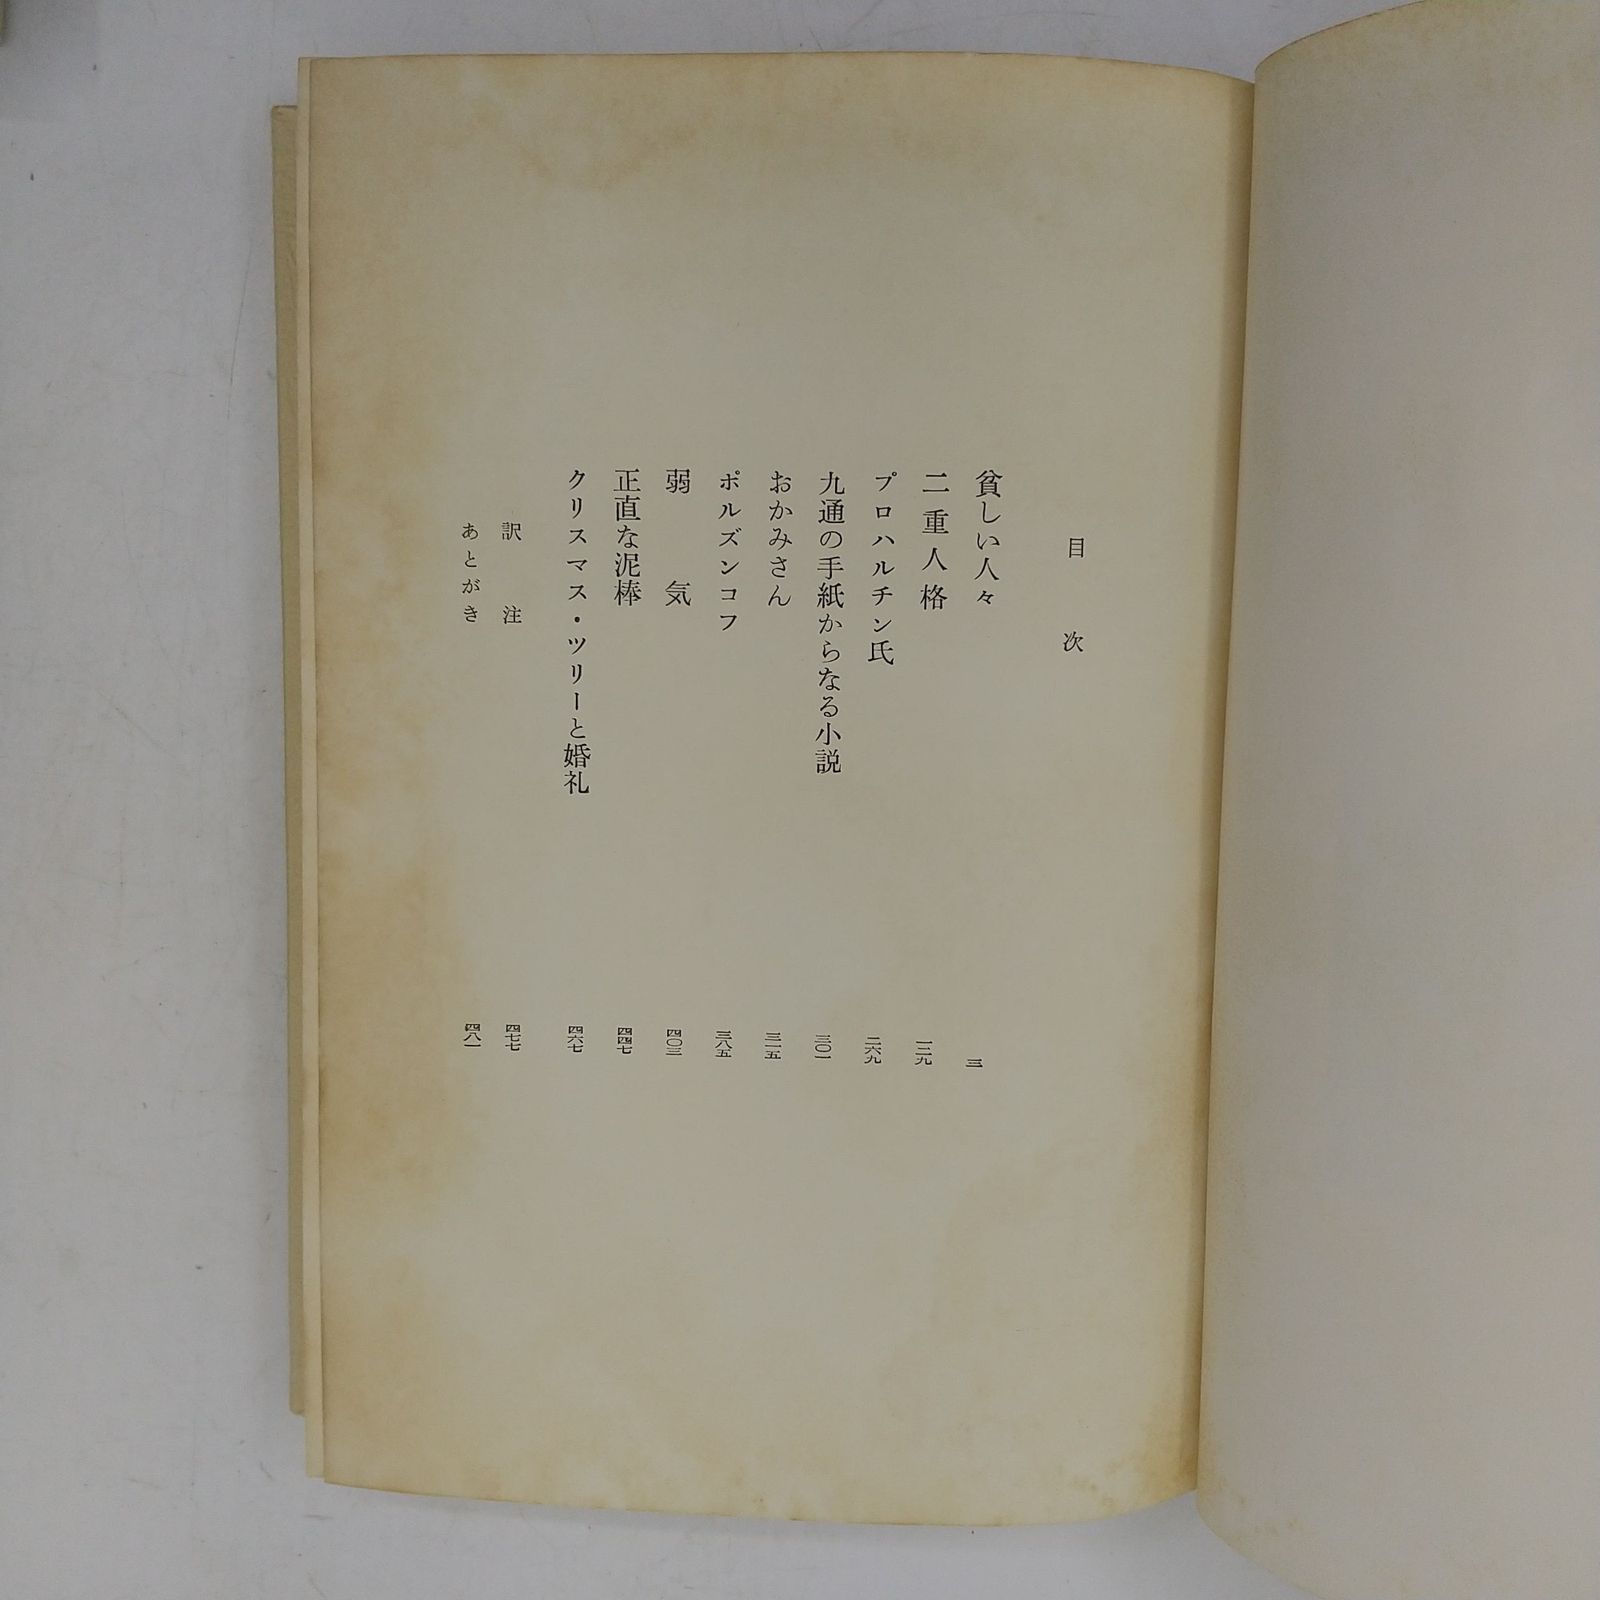 目次
貧しい人々 三
二重人格 一三九
プロハルチン氏 二六九
九通の手紙からなる小説 三〇一
おかみさん 三一五
ポルズンコフ 三八五
弱気 四〇三
正直な泥棒 四四七
クリスマス・ツリーと婚礼 四六七
訳注 四七七
あとがき 四八一